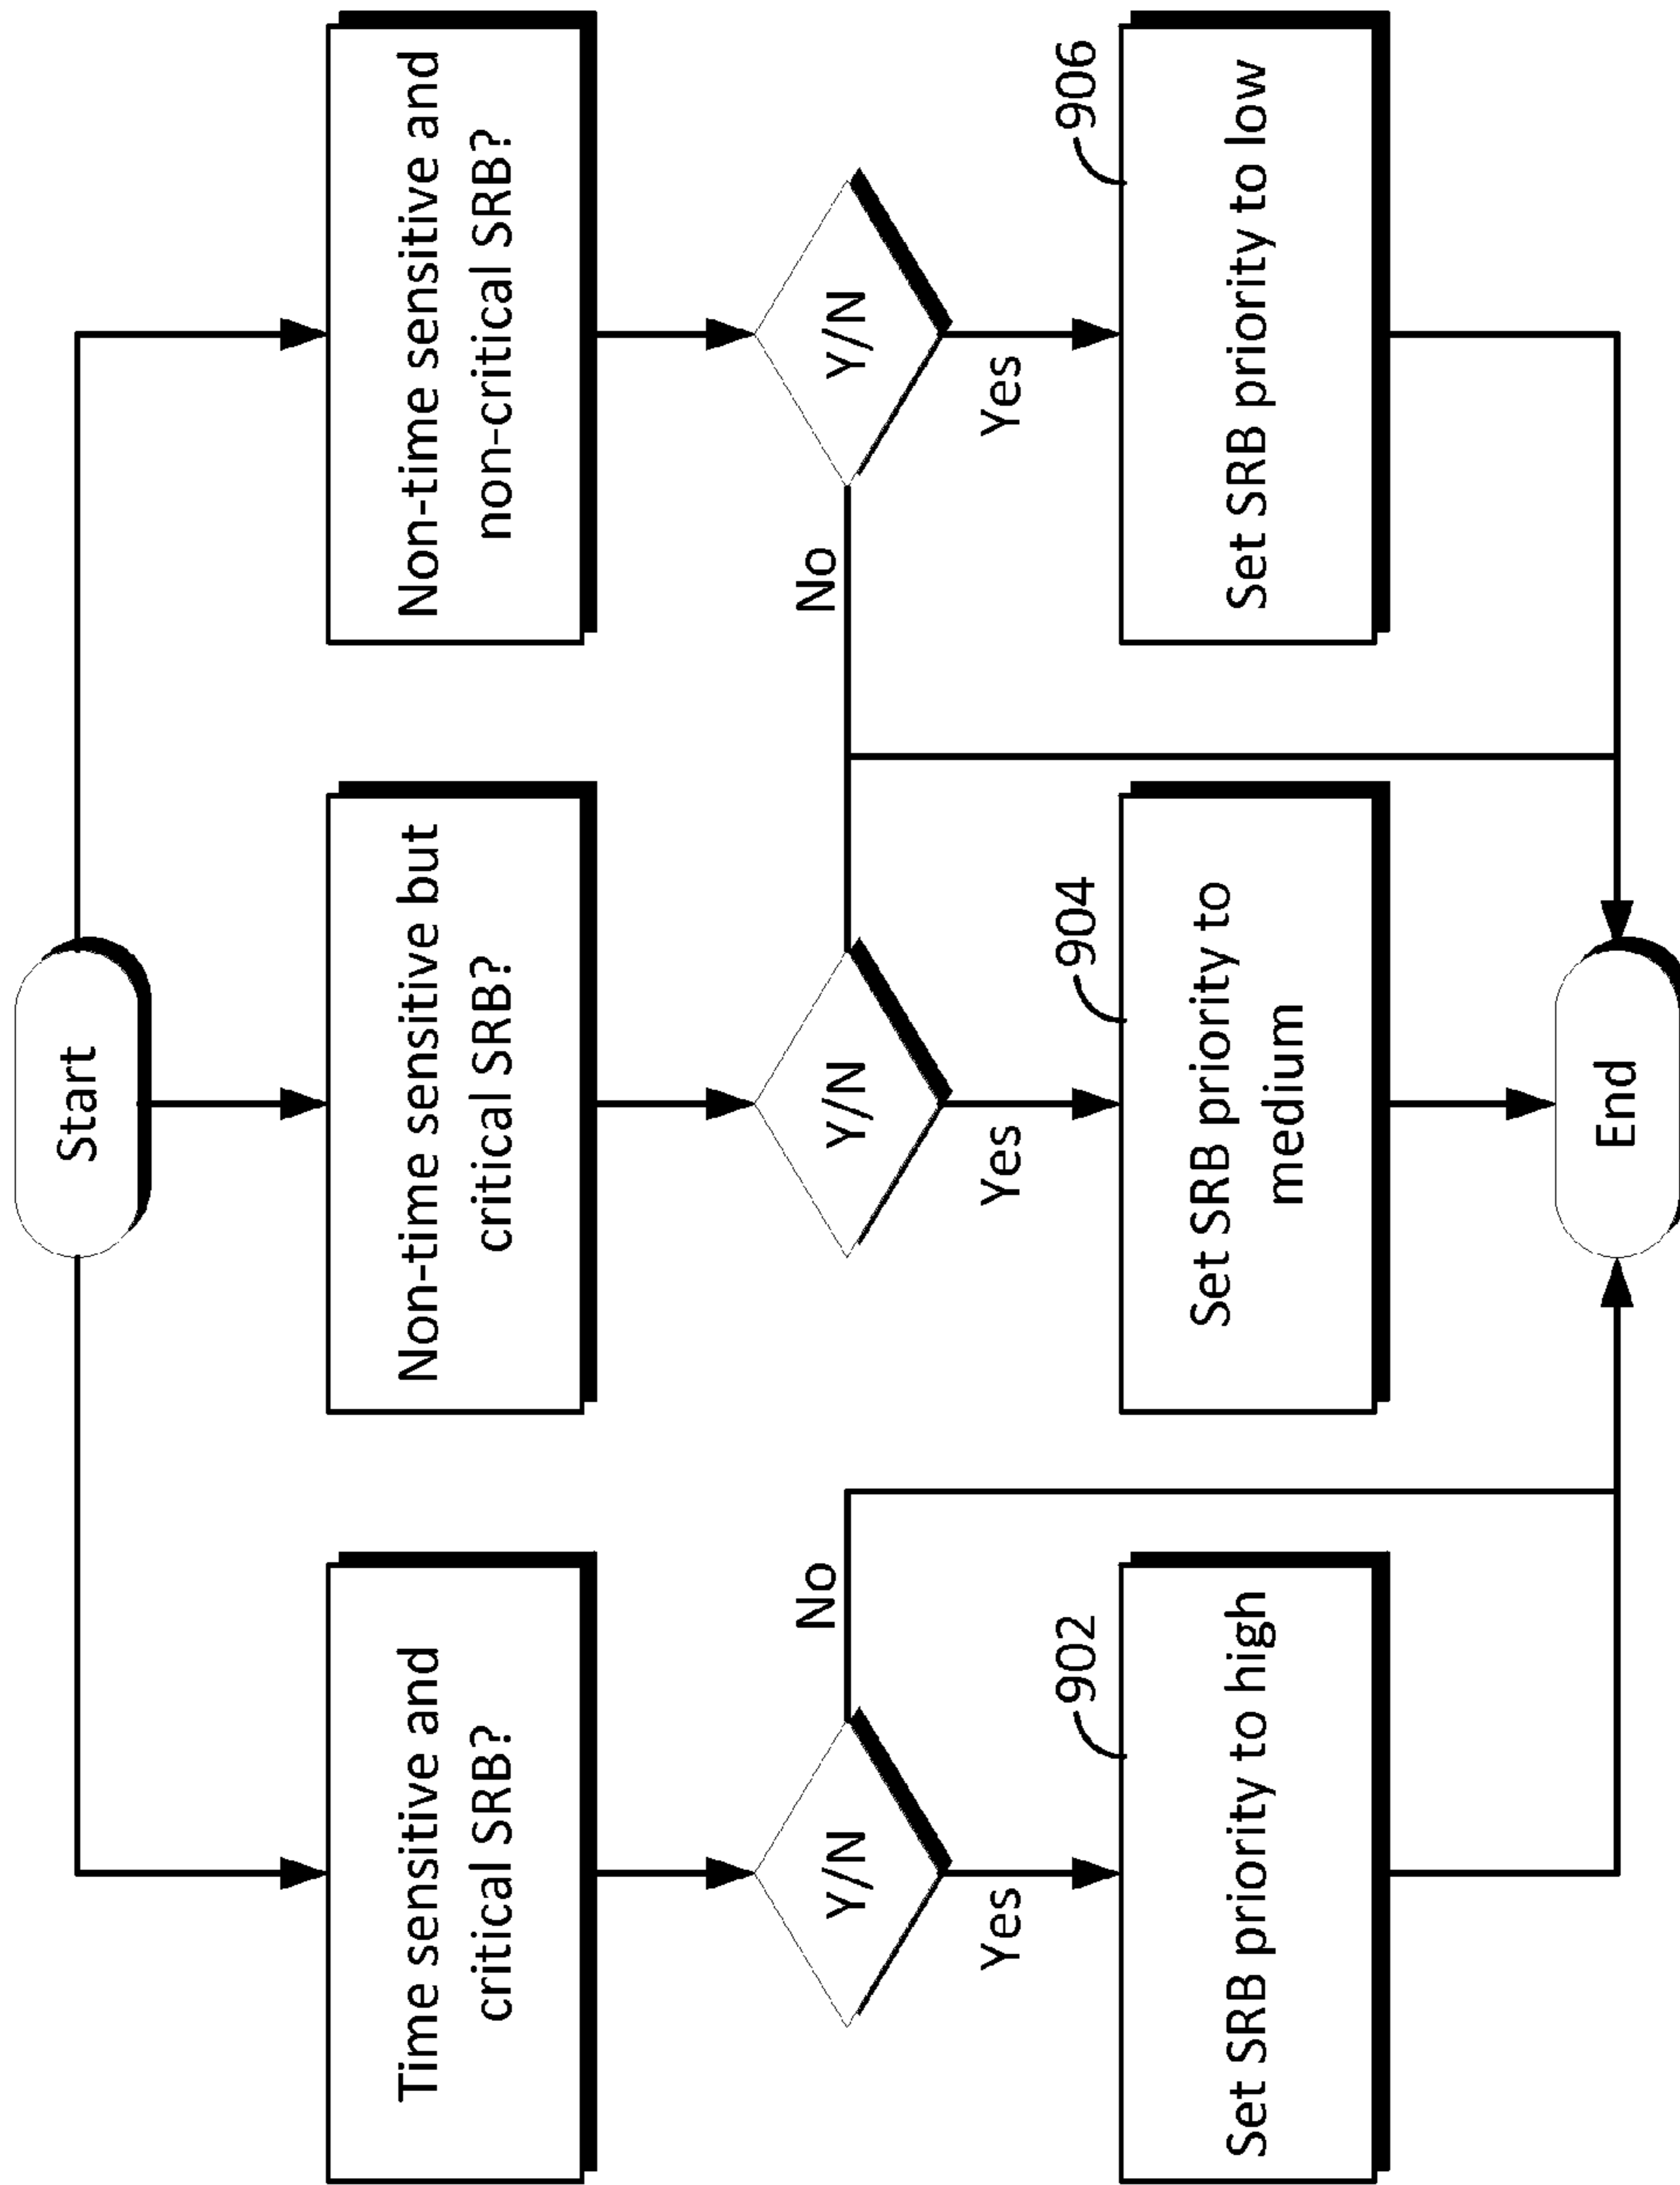 Start
Time sensitive and
critical SRB?
Non-time sensitive but
critical SRB?
Non-time sensitive and
non-critical SRB?
Y/N
No
Y/N
No
Y/N
Yes
Yes
Yes
902
904
906
Set SRB priority to high
Set SRB priority to
medium
Set SRB priority to low
End